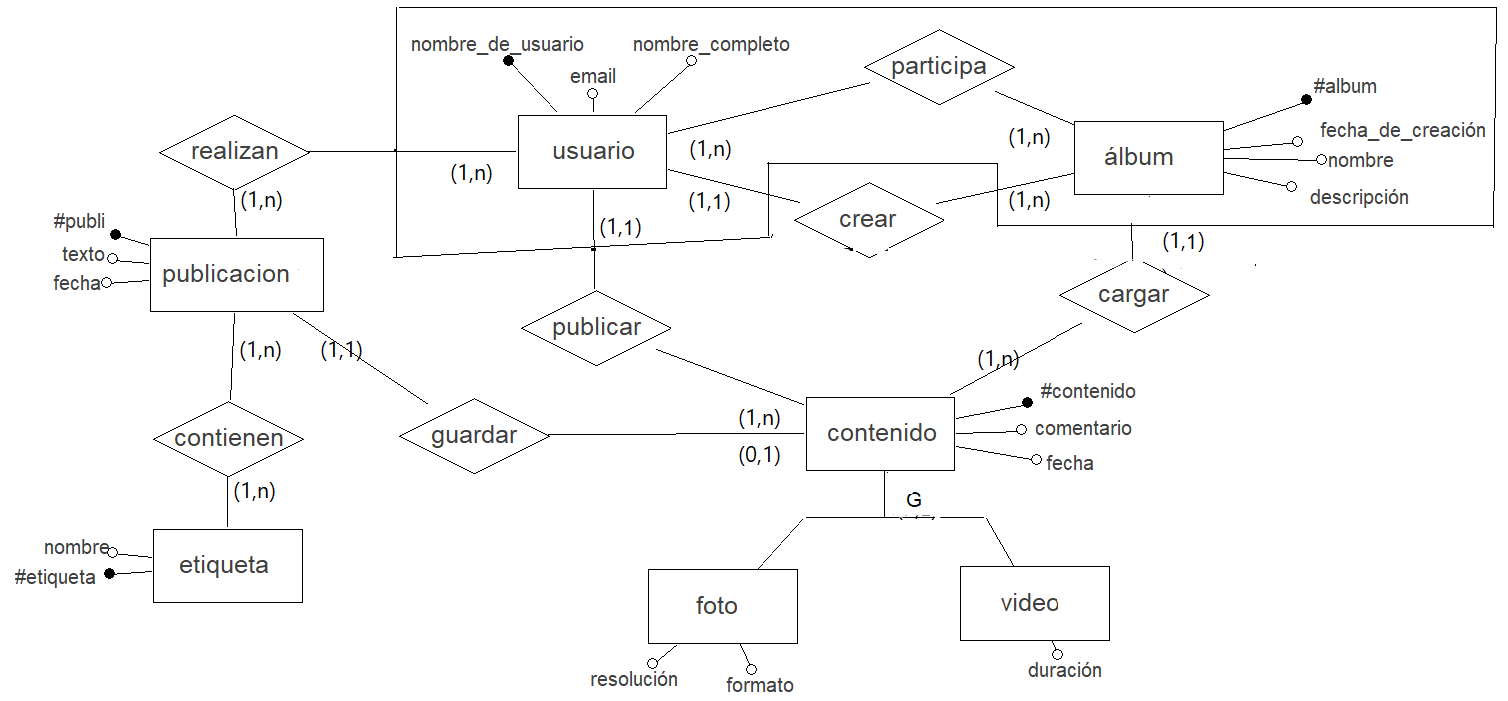 nombre_de_usuario
nombre_completo
email
participa
#album
fecha_de_creación
nombre
descripción
realizan
usuario
álbum
(1,n)
(1,n)
(1,n)
(1,1)
(1,n)
(1,n)
crear
#publi
texto
fecha
publicacion
(1,1)
(1,1)
cargar
publicar
(1,n)
(1,1)
(1,n)
#contenido
comentario
fecha
contenido
(1,n)
(0,1)
contienen
guardar
(1,n)
G
nombre
#etiqueta
etiqueta
foto
video
resolución
formato
duración